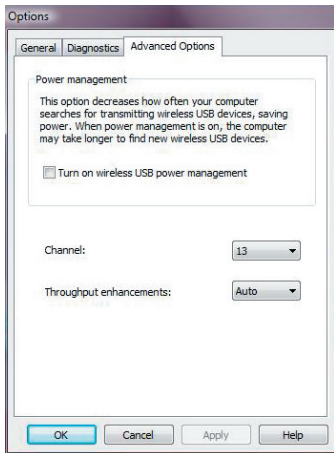 Options
General Diagnostics Advanced Options
Power management
This option decreases how often your computer
searches for transmitting wireless USB devices, saving
power. When power management is on, the computer
may take longer to find new wireless USB devices.
Turn on wireless USB power management
Channel: 13
Throughput enhancements: Auto
OK Cancel Apply Help